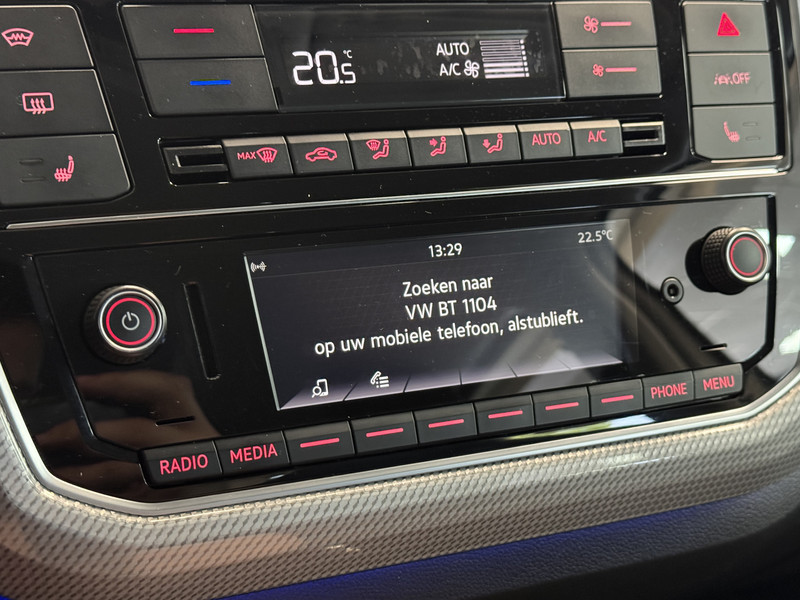 20.5 °C
AUTO
A/C
OFF
MAX
AUTO
A/C
13:29
22.5°C
Zoeken naar
VW BT 1104
op uw mobiele telefoon, alstublieft.
RADIO
MEDIA
PHONE
MENU